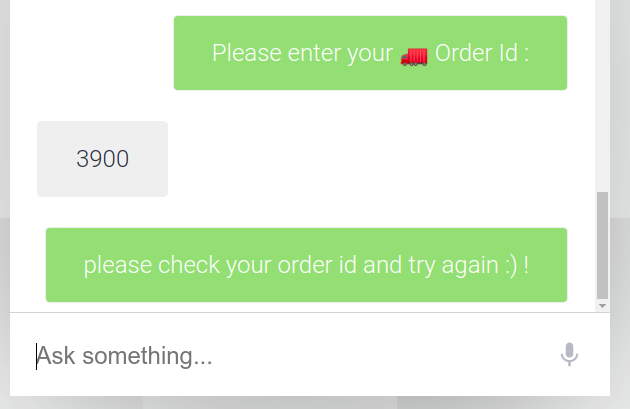 Please enter your 🚛 Order Id :
3900
please check your order id and try again :) !
Ask something...